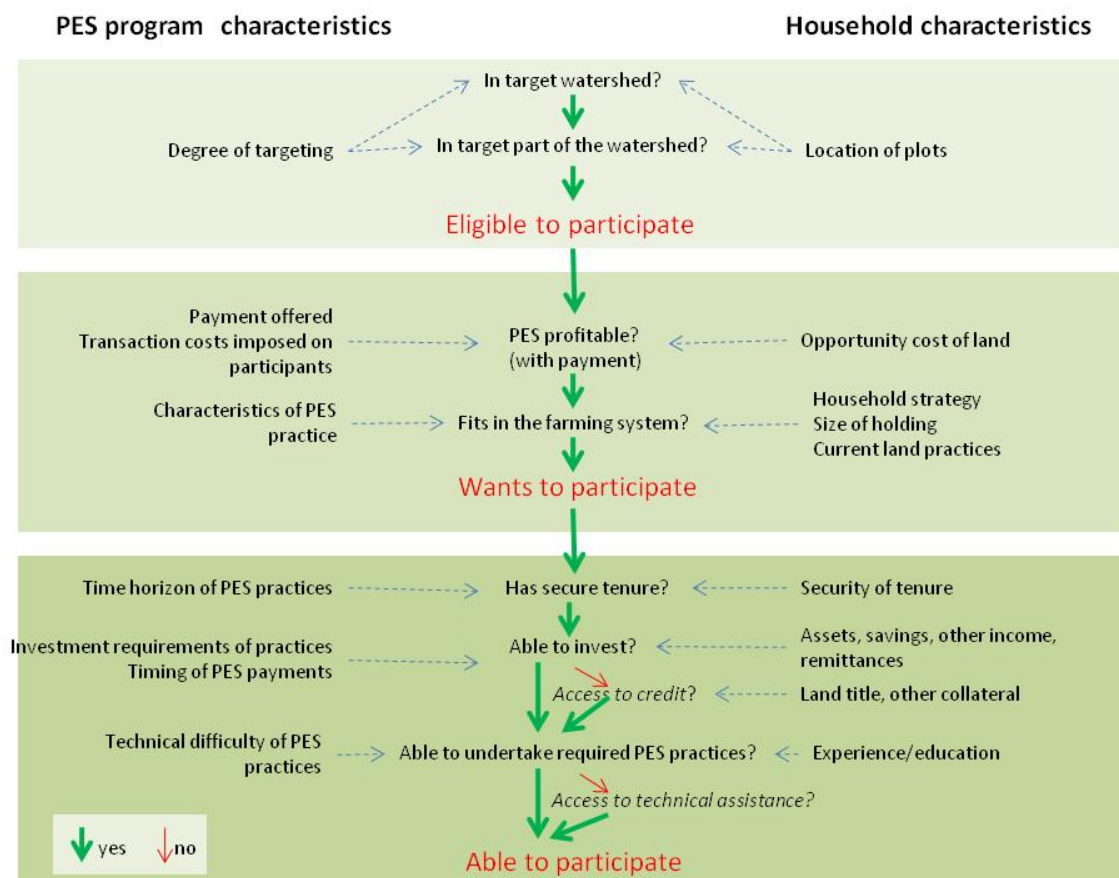 PES program characteristics
Household characteristics
In target watershed?
Degree of targeting
In target part of the watershed?
Location of plots
Eligible to participate
Payment offered
Transaction costs imposed on
participants
PES profitable?
(with payment)
Opportunity cost of land
Characteristics of PES
practice
Fits in the farming system?
Household strategy
Size of holding
Current land practices
Wants to participate
Time horizon of PES practices
Has secure tenure?
Security of tenure
Investment requirements of practices
Timing of PES payments
Able to invest?
Assets, savings, other income,
remittances
Access to credit?
Land title, other collateral
Technical difficulty of PES
practices
Able to undertake required PES practices?
Experience/education
Access to technical assistance?
yes
no
Able to participate